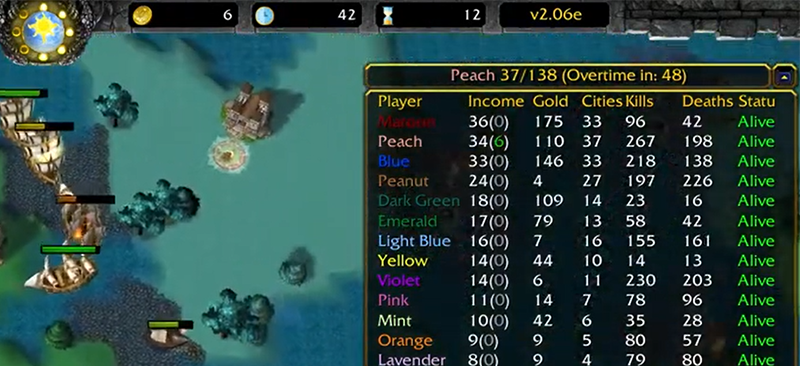 6 42 12 v2.06e
Peach 37/138 (Overtime in: 48)
Player Income Gold Cities Kills Deaths Statu
Maroon 36(0) 175 33 96 42 Alive
Peach 34(6) 110 37 267 198 Alive
Blue 33(0) 146 33 218 138 Alive
Peanut 24(0) 4 27 197 226 Alive
Dark Green 18(0) 109 14 23 16 Alive
Emerald 17(0) 79 13 58 42 Alive
Light Blue 16(0) 7 16 155 161 Alive
Yellow 14(0) 44 10 14 13 Alive
Violet 14(0) 6 11 230 203 Alive
Pink 11(0) 14 7 78 96 Alive
Mint 10(0) 42 6 35 28 Alive
Orange 9(0) 9 5 80 57 Alive
Lavender 8(0) 9 4 79 80 Alive